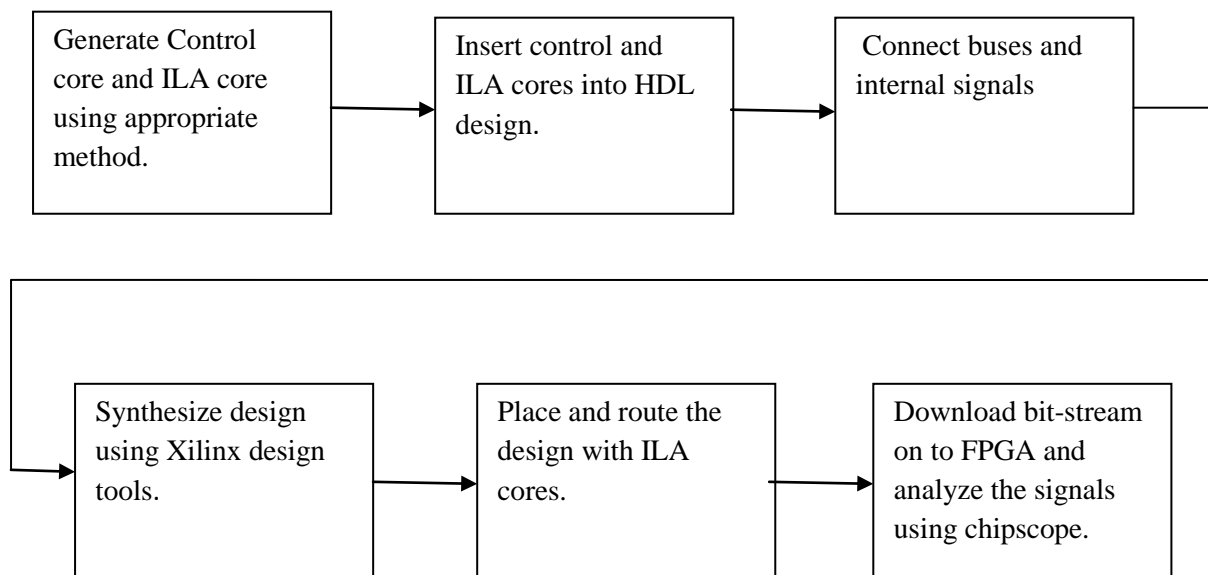 Generate Control
core and ILA core
using appropriate
method.
Insert control and
ILA cores into HDL
design.
Connect buses and
internal signals
Synthesize design
using Xilinx design
tools.
Place and route the
design with ILA
cores.
Download bit-stream
on to FPGA and
analyze the signals
using chipscope.